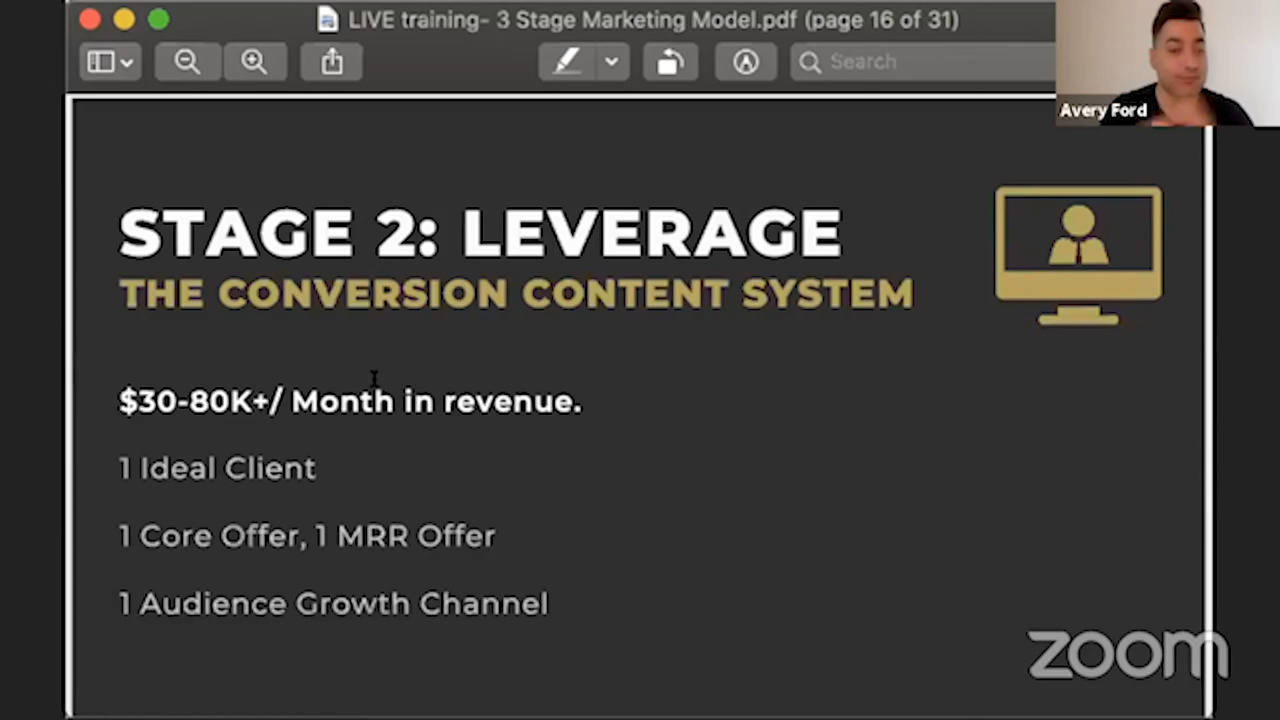 LIVE training- 3 Stage Marketing Model.pdf (page 16 of 31)
Search
Avery Ford
STAGE 2: LEVERAGE
THE CONVERSION CONTENT SYSTEM
$30-80K+/ Month in revenue.
1 Ideal Client
1 Core Offer, 1 MRR Offer
1 Audience Growth Channel
zoom